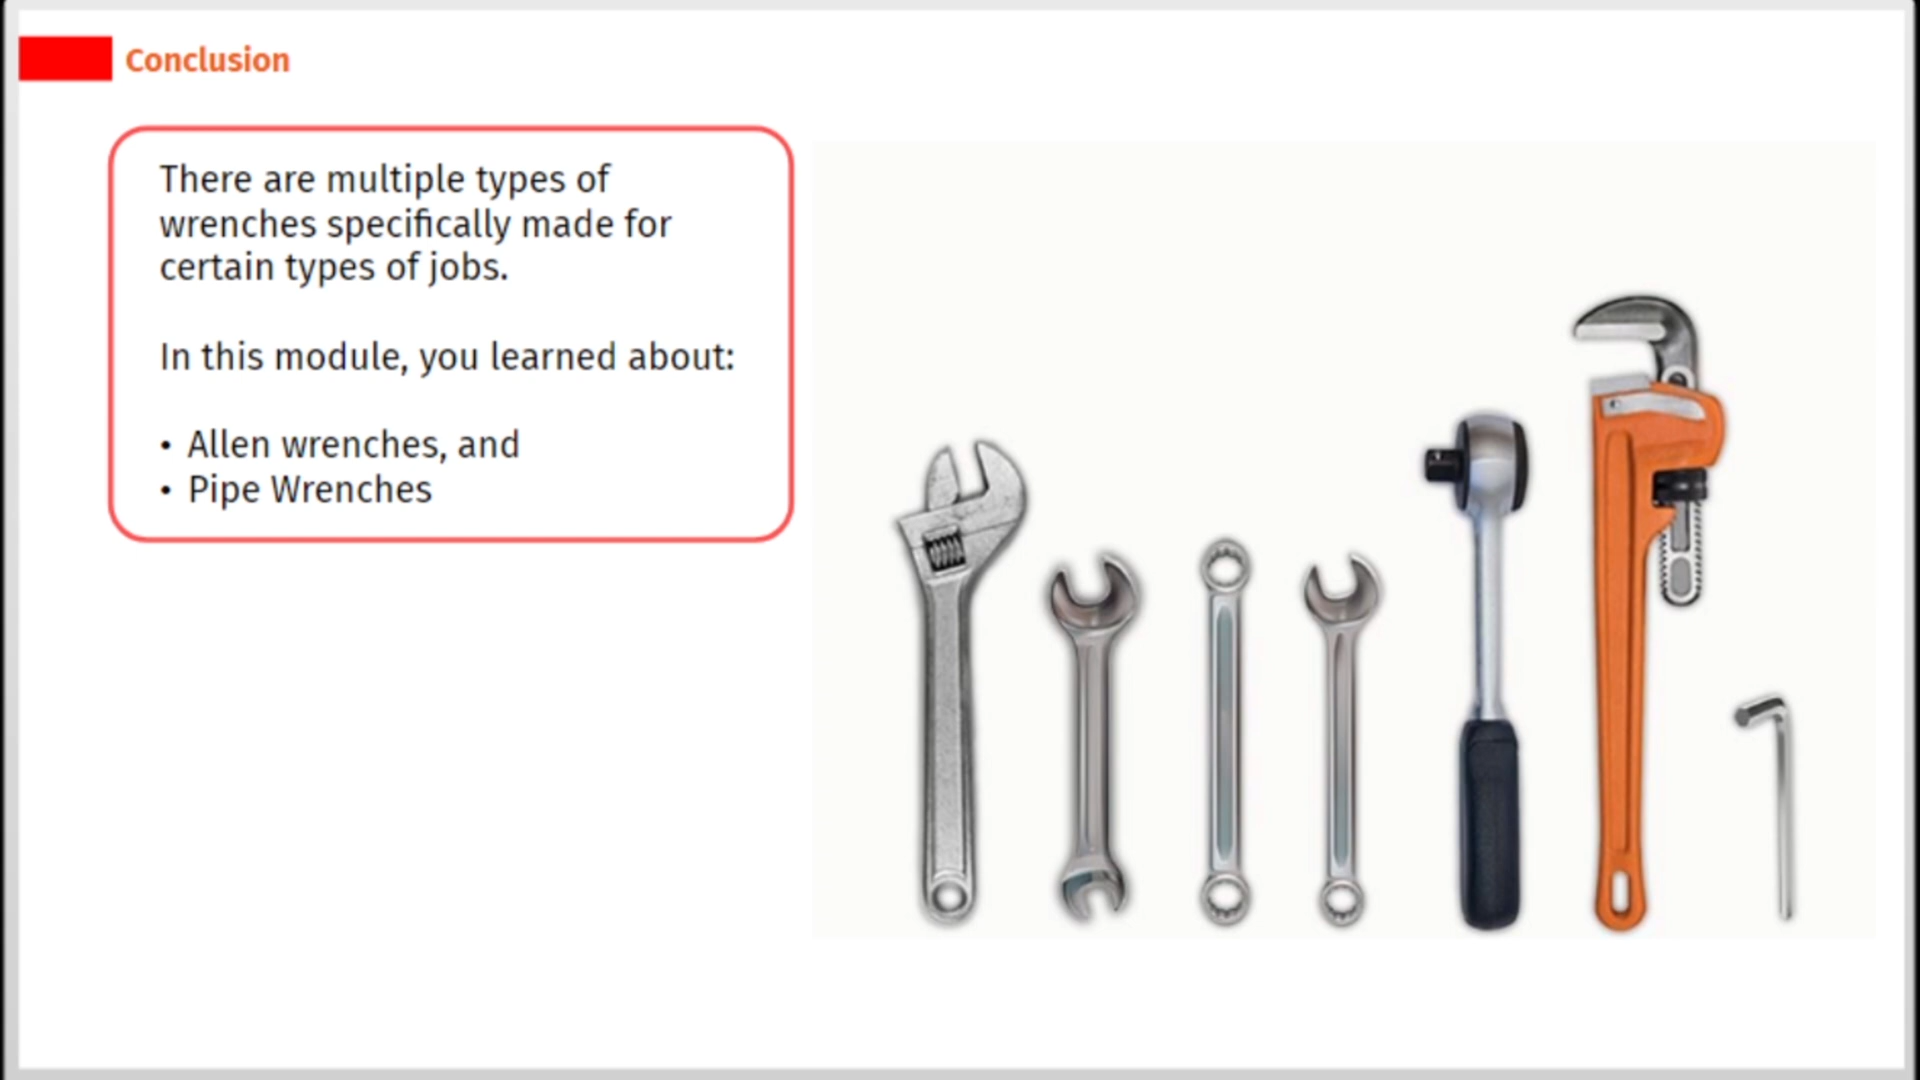 Conclusion
There are multiple types of
wrenches specifically made for
certain types of jobs.
In this module, you learned about:
• Allen wrenches, and
• Pipe Wrenches